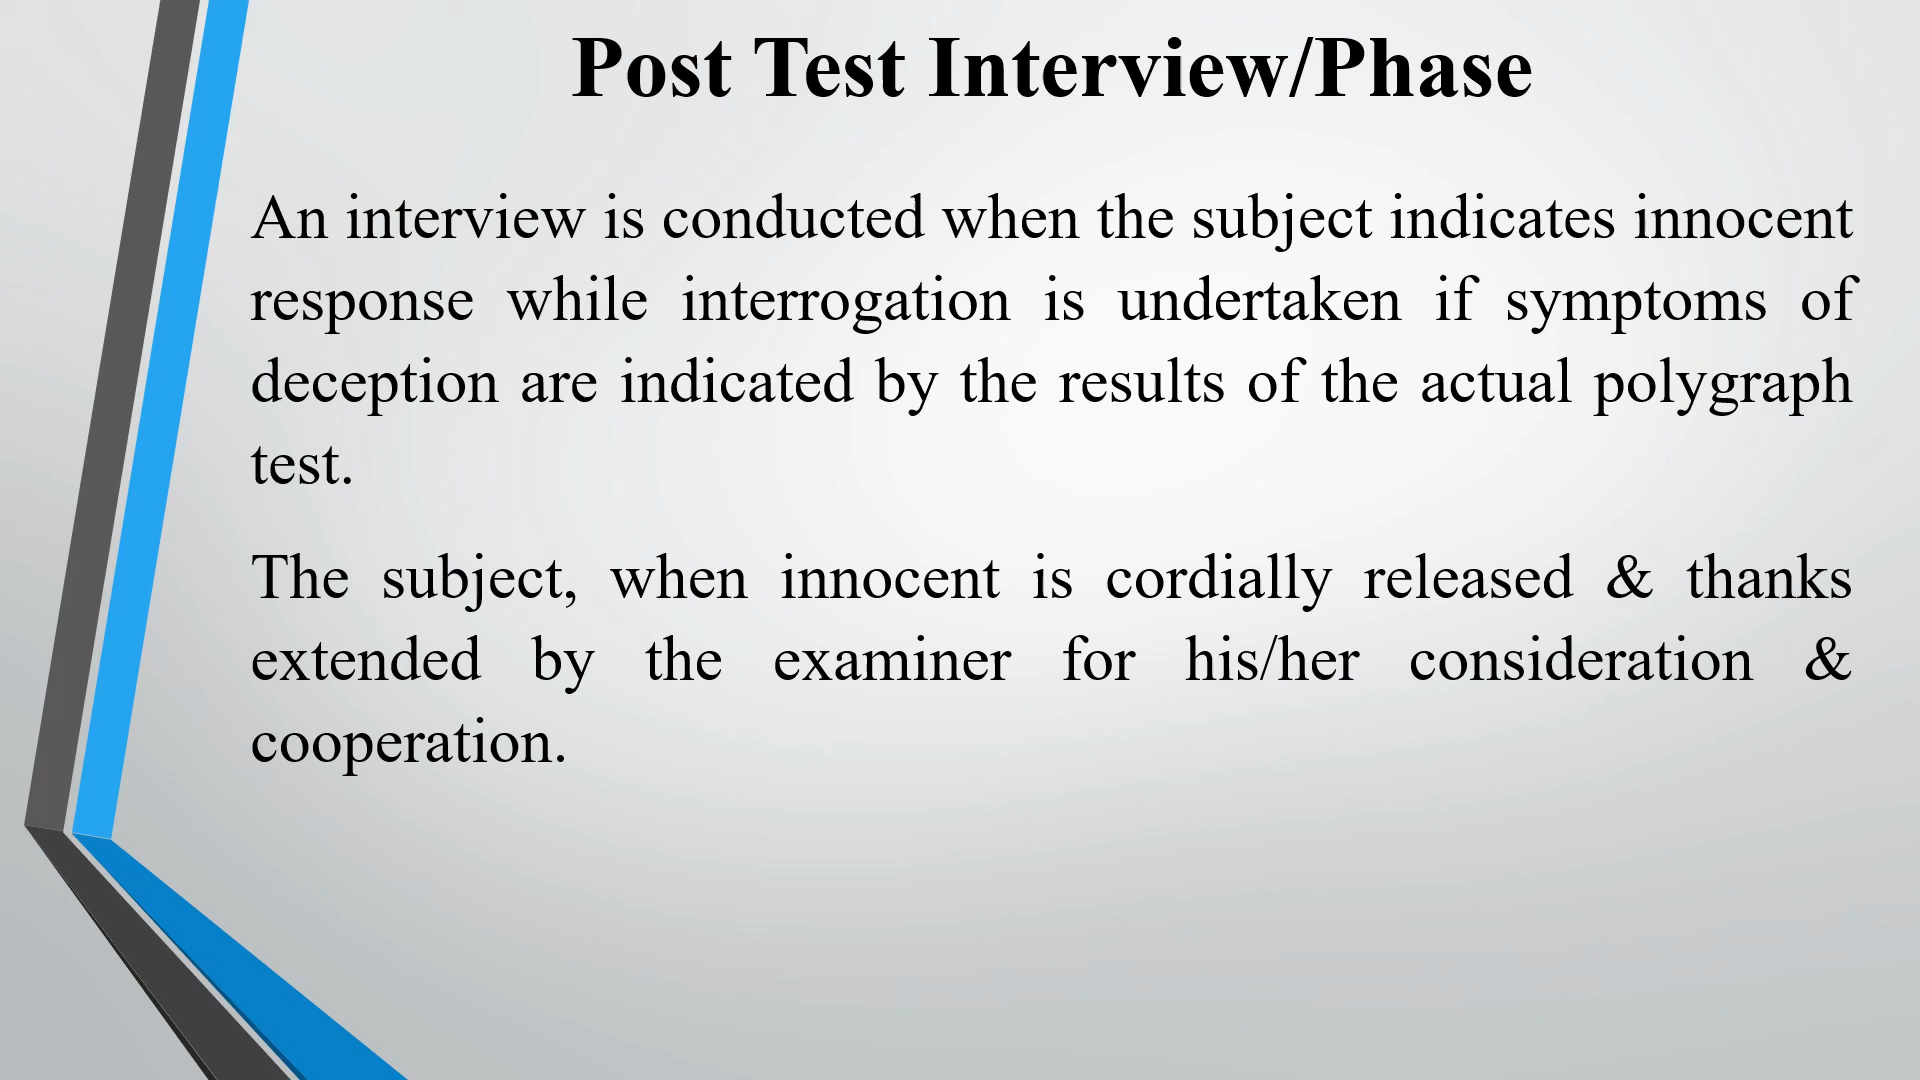 Post Test Interview/Phase
An interview is conducted when the subject indicates innocent
response while interrogation is undertaken if symptoms of
deception are indicated by the results of the actual polygraph
test.
The subject, when innocent is cordially released & thanks
extended by the examiner for his/her consideration &
cooperation.